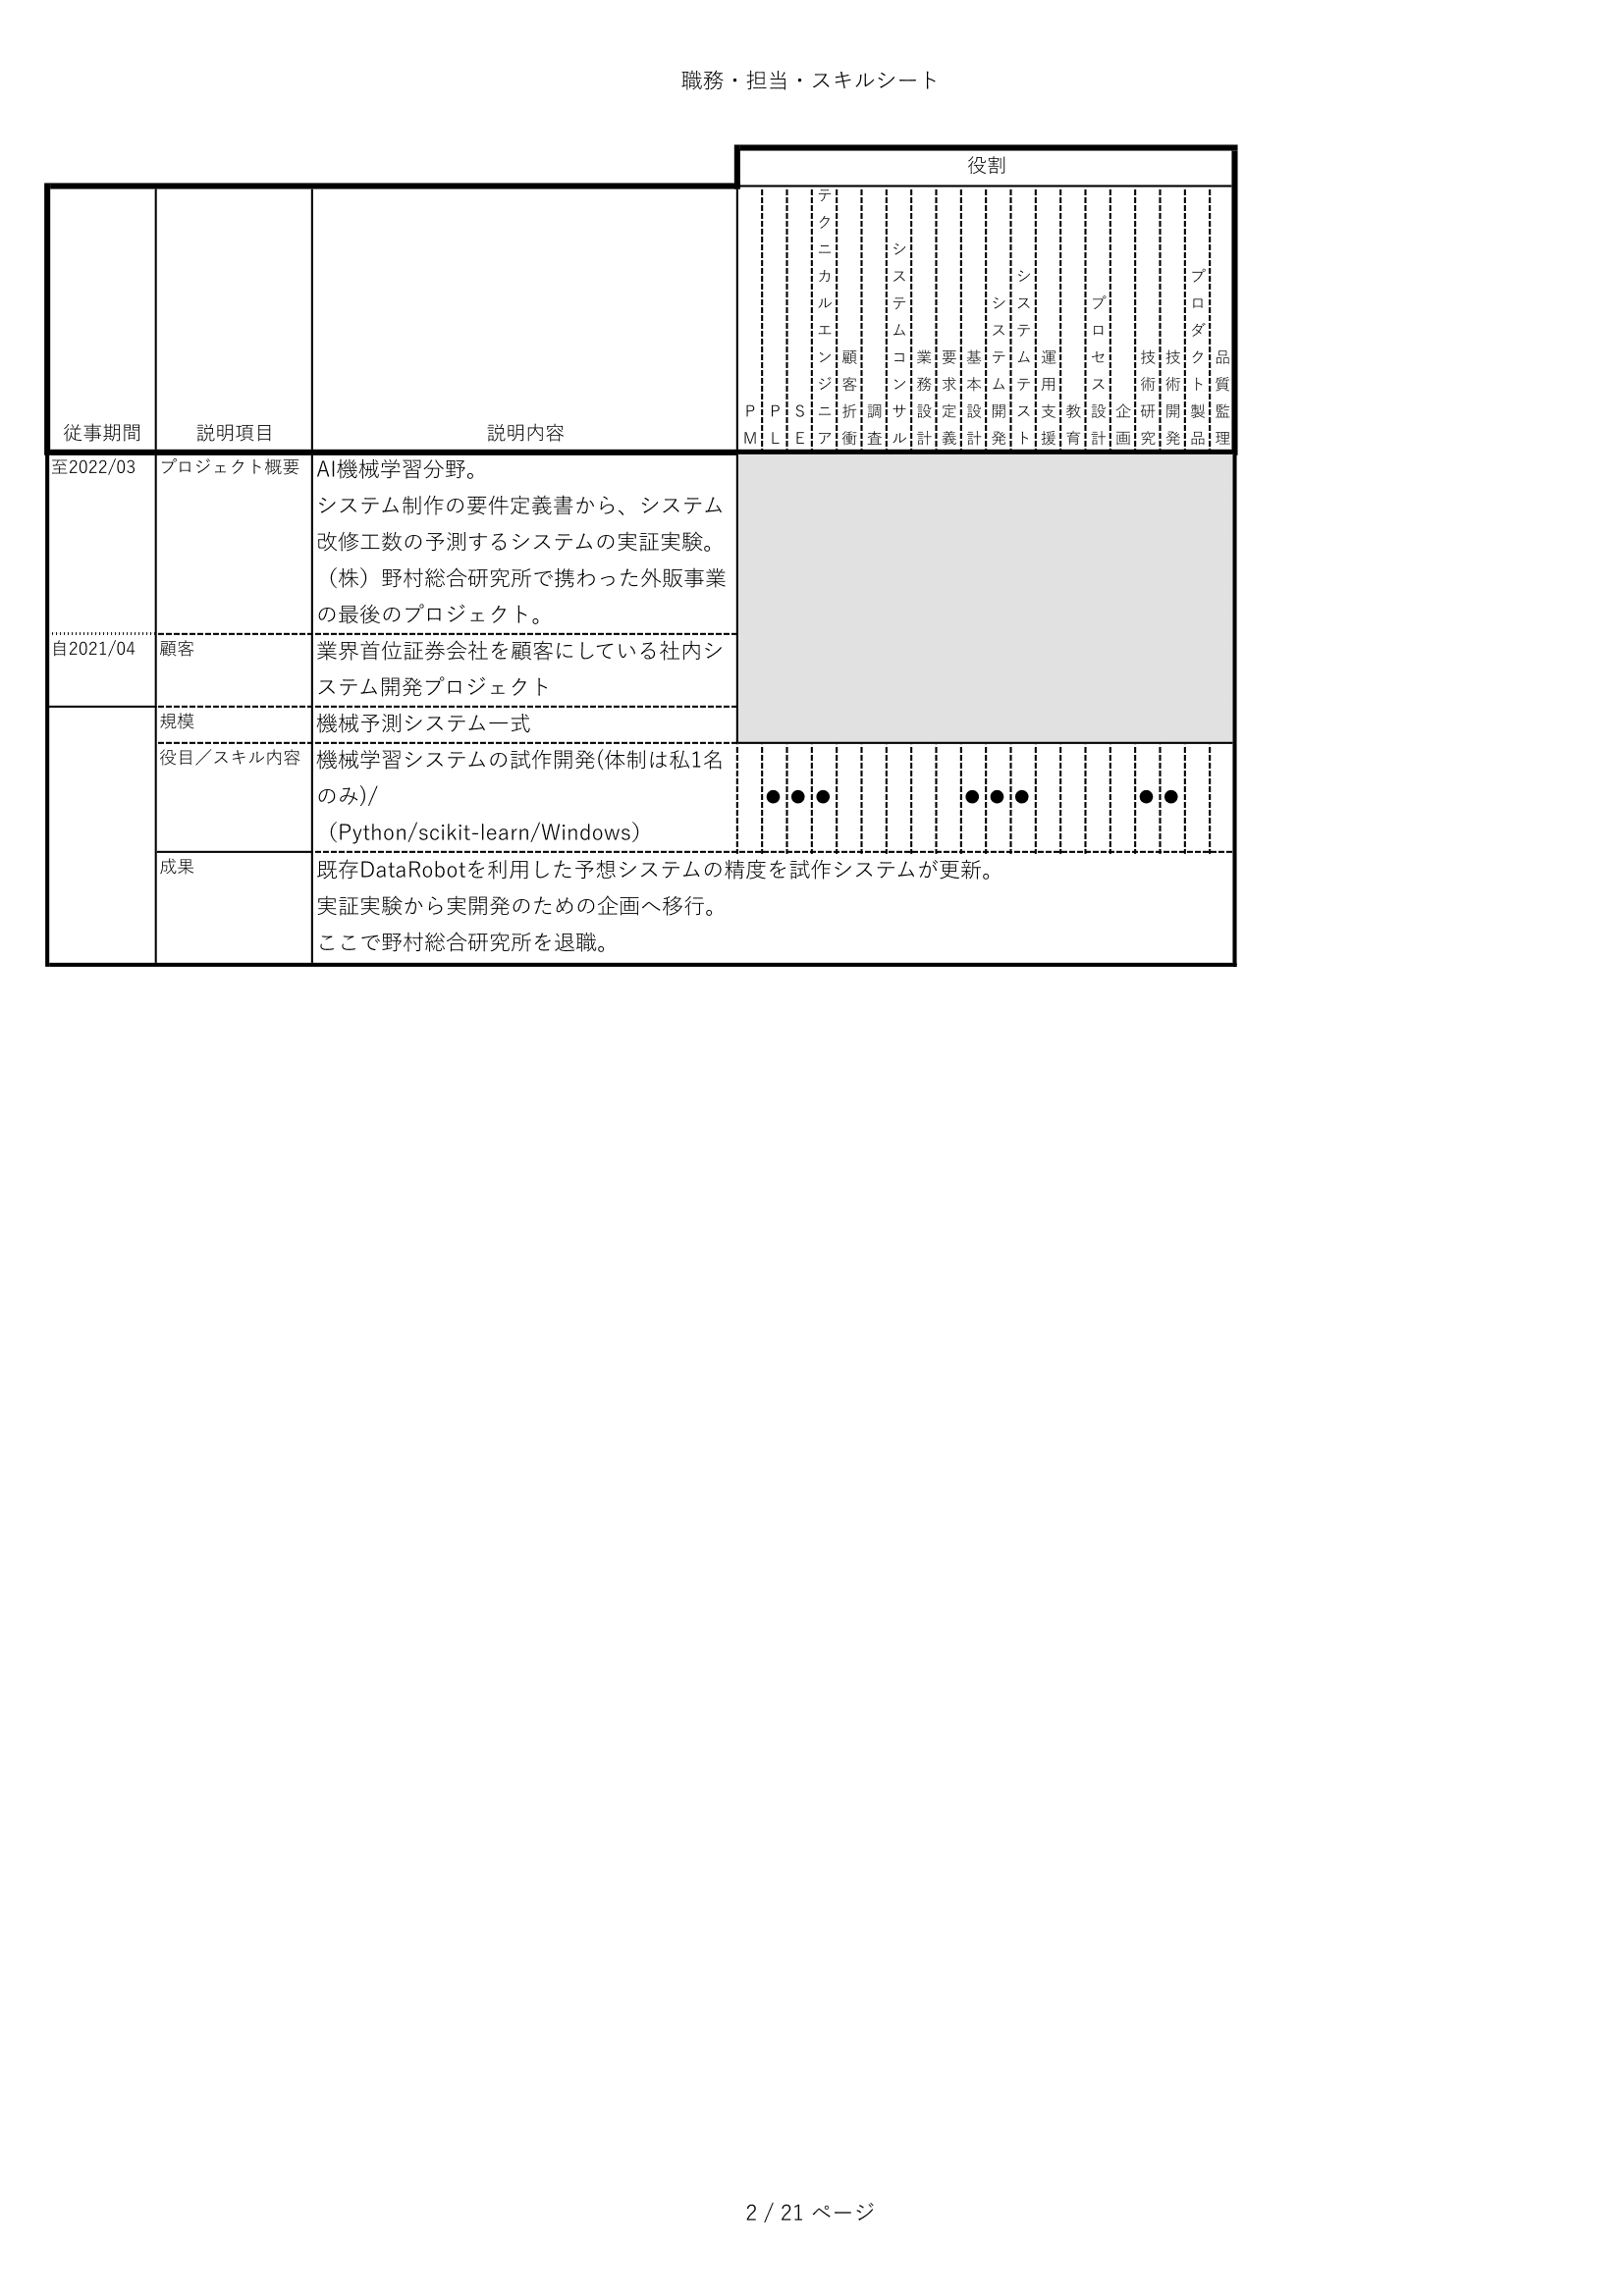 職務・担当・スキルシート
役割
従事期間
説明項目
説明内容
PM
PL
SE
テクニカルエンジニア
顧客折衝
調査
システムコンサル
業務設計
要求定義
基本設計
システム開発
システムテスト
運用支援
教育
プロセス設計
企画
技術研究
技術開発
プロダクト製品
品質監理
至2022/03
プロジェクト概要
AI機械学習分野。
システム制作の要件定義書から、システム
改修工数の予測するシステムの実証実験。
（株）野村総合研究所で携わった外販事業
の最後のプロジェクト。
自2021/04
顧客
業界首位証券会社を顧客にしている社内シ
ステム開発プロジェクト
規模
機械予測システム一式
役目／スキル内容
機械学習システムの試作開発(体制は私1名
のみ)/
（Python/scikit-learn/Windows）
● ● ● ● ● ● ● ●
成果
既存DataRobotを利用した予想システムの精度を試作システムが更新。
実証実験から実開発のための企画へ移行。
ここで野村総合研究所を退職。
2 / 21 ページ